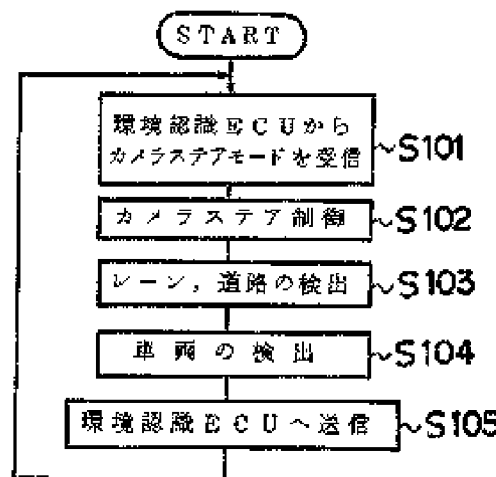 START
環境認識ECUから
カメラステアモードを受信
~S101
カメラステア制御
~S102
レーン，道路の検出
~S103
車両の検出
~S104
環境認識ECUへ送信
~S105